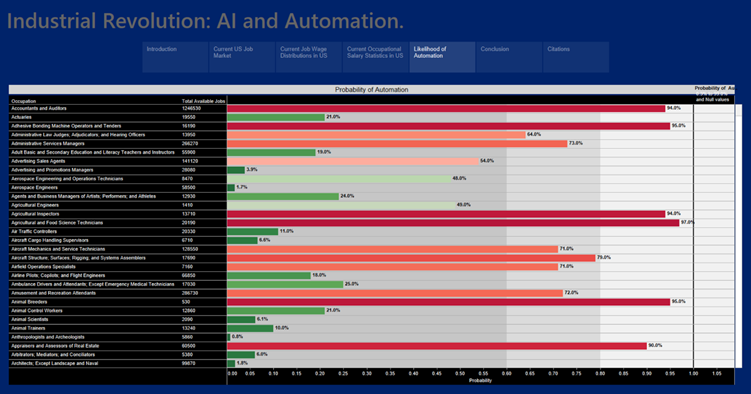 Industrial Revolution: AI and Automation.
Introduction
Current US Job Market
Current Job Wage Distributions in US
Current Occupational Salary Statistics in US
Likelihood of Automation
Conclusion
Citations
Probability of Automation
Probability of Au
and Null values
Occupation Total Available Jobs
Accountants and Auditors 1246530 94.0%
Actuaries 19550 21.0%
Adhesive Bonding Machine Operators and Tenders 16190 95.0%
Administrative Law Judges, Adjudicators, and Hearing Officers 13950 64.0%
Administrative Services Managers 266270 73.0%
Adult Basic and Secondary Education and Literacy Teachers and Instructors 55900 19.0%
Advertising Sales Agents 141120 54.0%
Advertising and Promotions Managers 28080 3.9%
Aerospace Engineering and Operations Technicians 8470 48.0%
Aerospace Engineers 58500 1.7%
Agents and Business Managers of Artists, Performers, and Athletes 12930 24.0%
Agricultural Engineers 1410 49.0%
Agricultural Inspectors 13710 94.0%
Agricultural and Food Science Technicians 20190 97.0%
Air Traffic Controllers 20330 11.0%
Aircraft Cargo Handling Supervisors 6710 6.6%
Aircraft Mechanics and Service Technicians 128550 71.0%
Aircraft Structure, Surfaces, Rigging, and Systems Assemblers 17690 79.0%
Airfield Operations Specialists 7160 71.0%
Airline Pilots, Copilots, and Flight Engineers 66850 18.0%
Ambulance Drivers and Attendants, Except Emergency Medical Technicians 17030 25.0%
Amusement and Recreation Attendants 286730 72.0%
Animal Breeders 530 95.0%
Animal Control Workers 12860 21.0%
Animal Scientists 2090 6.1%
Animal Trainers 13240 10.0%
Anthropologists and Archeologists 5860 0.8%
Appraisers and Assessors of Real Estate 60500 90.0%
Arbitrators, Mediators, and Conciliators 5380 6.0%
Architects, Except Landscape and Naval 99870 1.8%
0.00 0.05 0.10 0.15 0.20 0.25 0.30 0.35 0.40 0.45 0.50 0.55 0.60 0.65 0.70 0.75 0.80 0.85 0.90 0.95 1.00 1.05
Probability